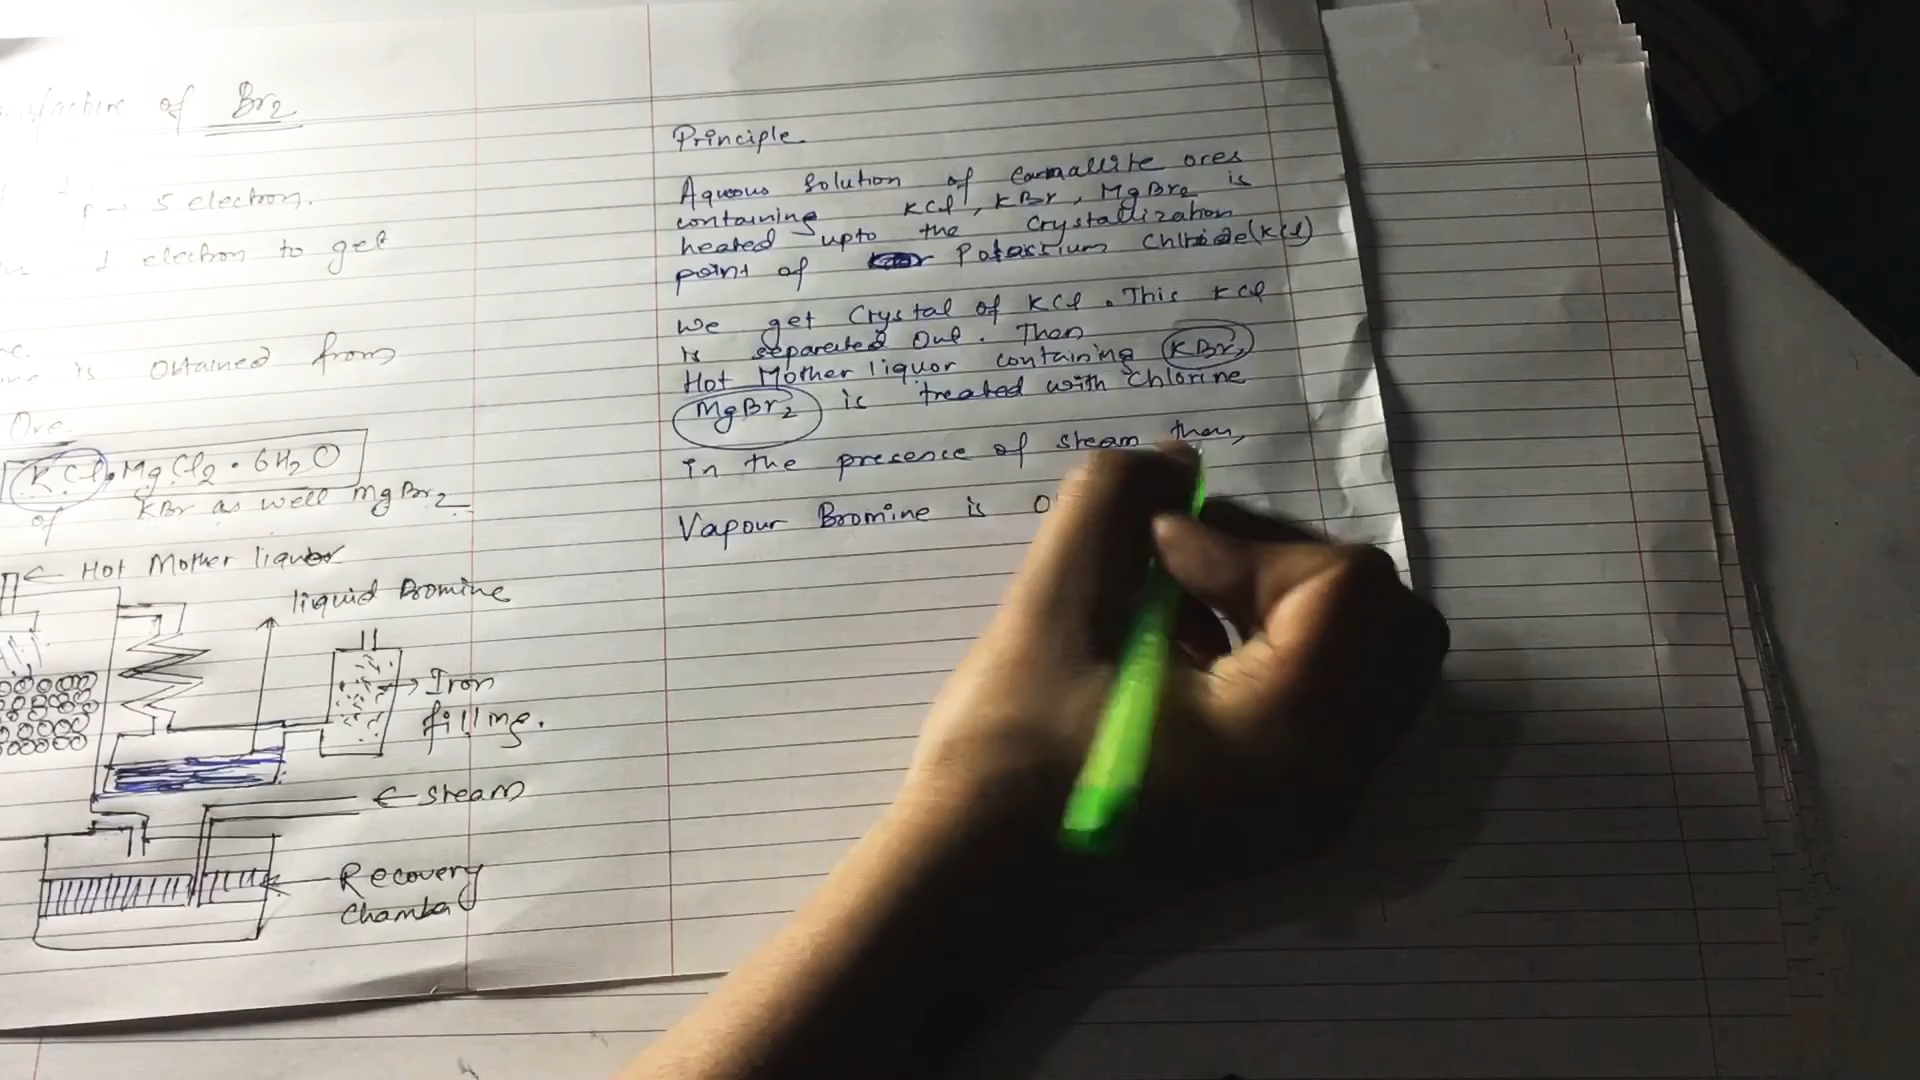 of Br2
5 electron.
electron to get
is Obtained from
Ore.
KCl.MgCl2.6H2O
of KBr as well MgBr2
Hot Mother liquor
liquid Bromine
Iron
filling.
steam
Recovery
Chamba
Principle.
Aqueous Solution of Carnallite ores
containing KCl, KBr, MgBr2 is
heated upto the crystallization
point of Potassium Chloride(KCl)
We get Crystal of KCl. This KCl
is separated Out. Then
Hot Mother liquor containing KBr,
MgBr2 is treated with Chlorine
in the presence of steam then,
Vapour Bromine is